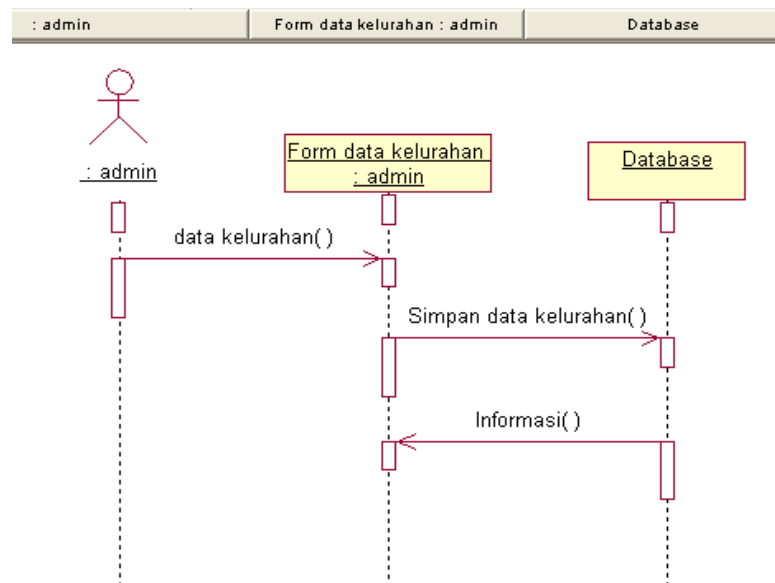 : admin
Form data kelurahan : admin
Database
: admin
Form data kelurahan
: admin
Database
data kelurahan( )
Simpan data kelurahan( )
Informasi( )